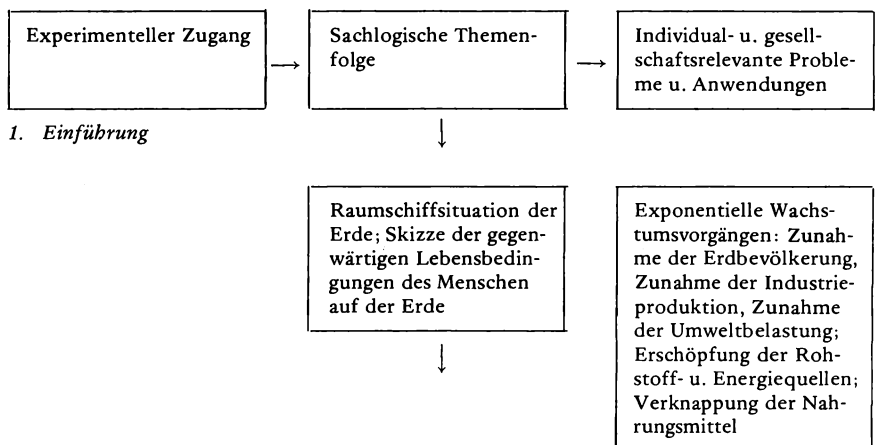 Experimenteller Zugang
Sachlogische Themen-
folge
Individual- u. gesell-
schaftsrelevante Proble-
me u. Anwendungen
1. Einführung
Raumschiffsituation der
Erde; Skizze der gegen-
wärtigen Lebensbedin-
gungen des Menschen
auf der Erde
Exponentielle Wachs-
tumsvorgängen: Zunah-
me der Erdbevölkerung,
Zunahme der Industrie-
produktion, Zunahme
der Umweltbelastung;
Erschöpfung der Roh-
stoff- u. Energiequellen;
Verknappung der Nah-
rungsmittel